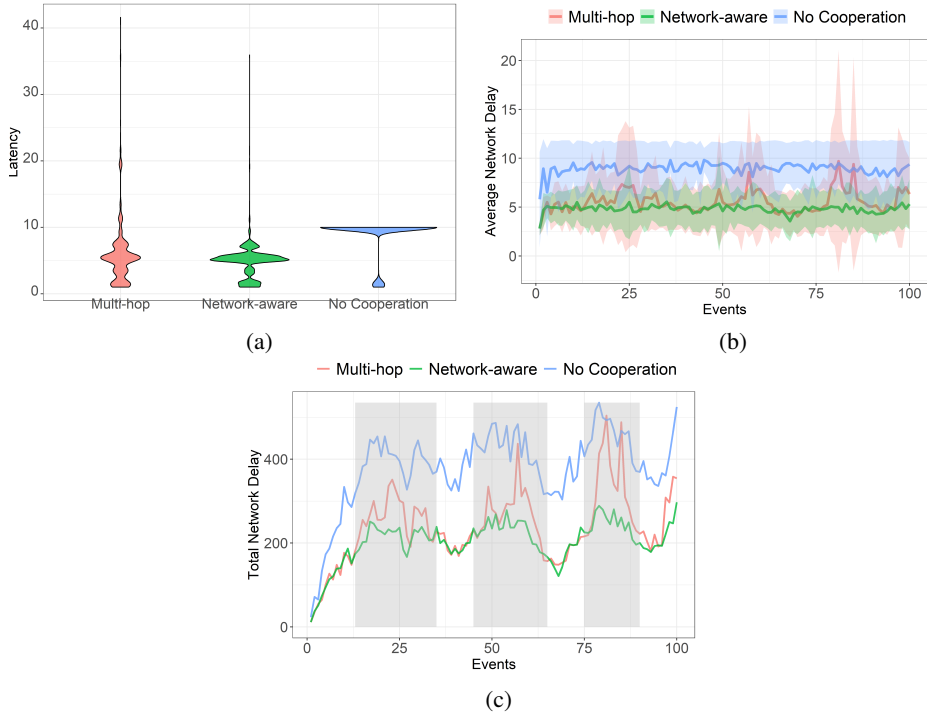 Latency
40
30
20
10
0
Multi-hop Network-aware No Cooperation
(a)
Multi-hop Network-aware No Cooperation
Average Network Delay
20
15
10
5
0
0 25 50 75 100
Events
(b)
Multi-hop Network-aware No Cooperation
Total Network Delay
400
200
0
0 25 50 75 100
Events
(c)